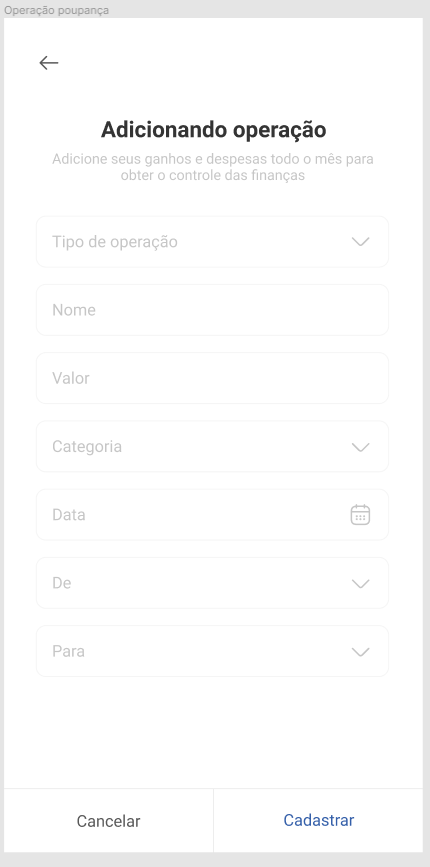 Operação poupança
Adicionando operação
Adicione seus ganhos e despesas todo o mês para
obter o controle das finanças
Tipo de operação
Nome
Valor
Categoria
Data
De
Para
Cancelar
Cadastrar